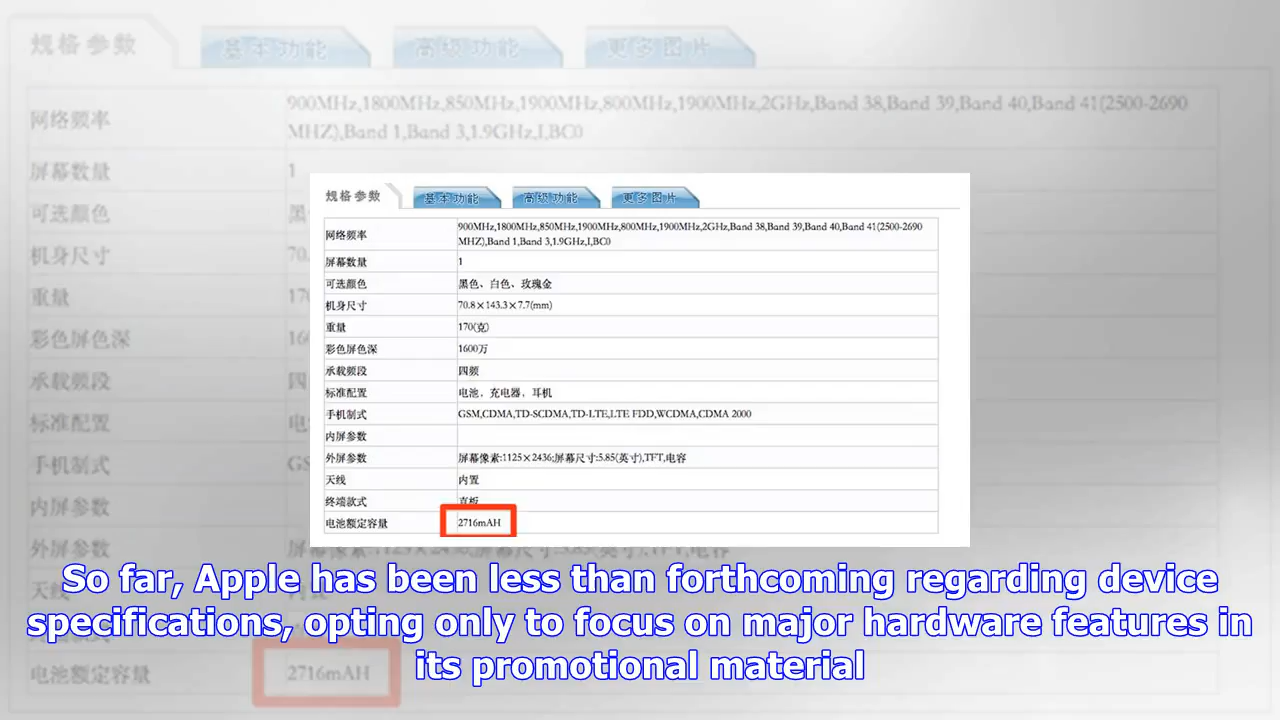 规格参数 基本功能 高级功能 更多图片
网络频率 900MHz,1800MHz,850MHz,1900MHz,800MHz,1900MHz,2GHz,Band 38,Band 39,Band 40,Band 41(2500-2690
MHZ),Band 1,Band 3,1.9GHz,I,BC0
屏幕数量 1
可选颜色 黑色、白色、玫瑰金
机身尺寸 70.8×143.3×7.7(mm)
重量 170(克)
彩色屏色深 1600万
承载频段 四频
标准配置 电池，充电器，耳机
手机制式 GSM,CDMA,TD-SCDMA,TD-LTE,LTE FDD,WCDMA,CDMA 2000
内屏参数
外屏参数 屏幕像素:1125×2436;屏幕尺寸:5.85(英寸),TFT,电容
天线 内置
终端款式 直板
电池额定容量 2716mAH
So far, Apple has been less than forthcoming regarding device
specifications, opting only to focus on major hardware features in
its promotional material